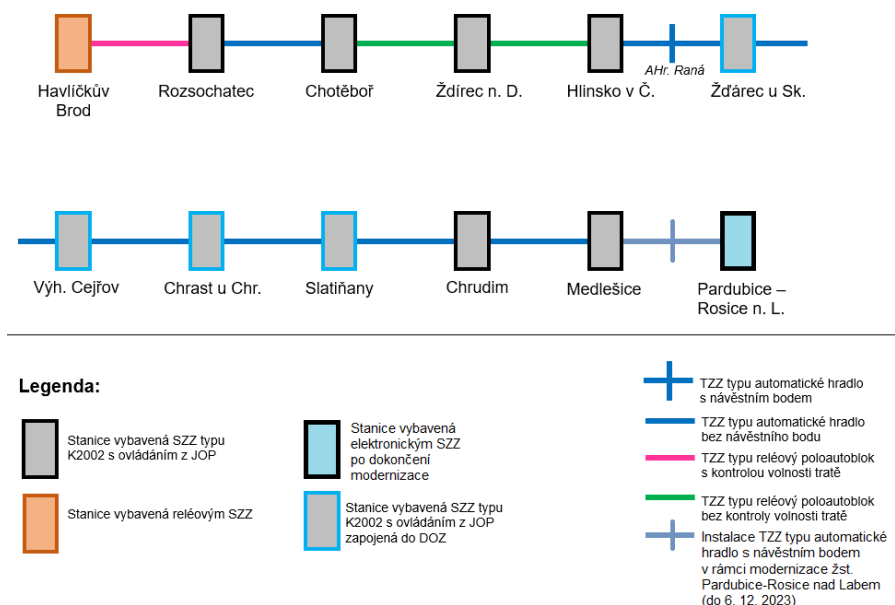 Havlíčkův
Brod
Rozsochatec
Chotěboř
Ždírec n. D.
Hlinsko v Č.
AHr. Raná
Žďárec u Sk.
Výh. Cejřov
Chrast u Chr.
Slatiňany
Chrudim
Medlešice
Pardubice –
Rosice n. L.
Legenda:
Stanice vybavená SZZ typu
K2002 s ovládáním z JOP
Stanice vybavená reléovým SZZ
Stanice vybavená
elektronickým SZZ
po dokončení
modernizace
Stanice vybavená SZZ typu
K2002 s ovládáním z JOP
zapojená do DOZ
TZZ typu automatické hradlo
s návěstním bodem
TZZ typu automatické hradlo
bez návěstního bodu
TZZ typu reléový poloautoblok
s kontrolou volnosti tratě
TZZ typu reléový poloautoblok
bez kontroly volnosti tratě
Instalace TZZ typu automatické
hradlo s návěstním bodem
v rámci modernizace žst.
Pardubice-Rosice nad Labem
(do 6. 12. 2023)